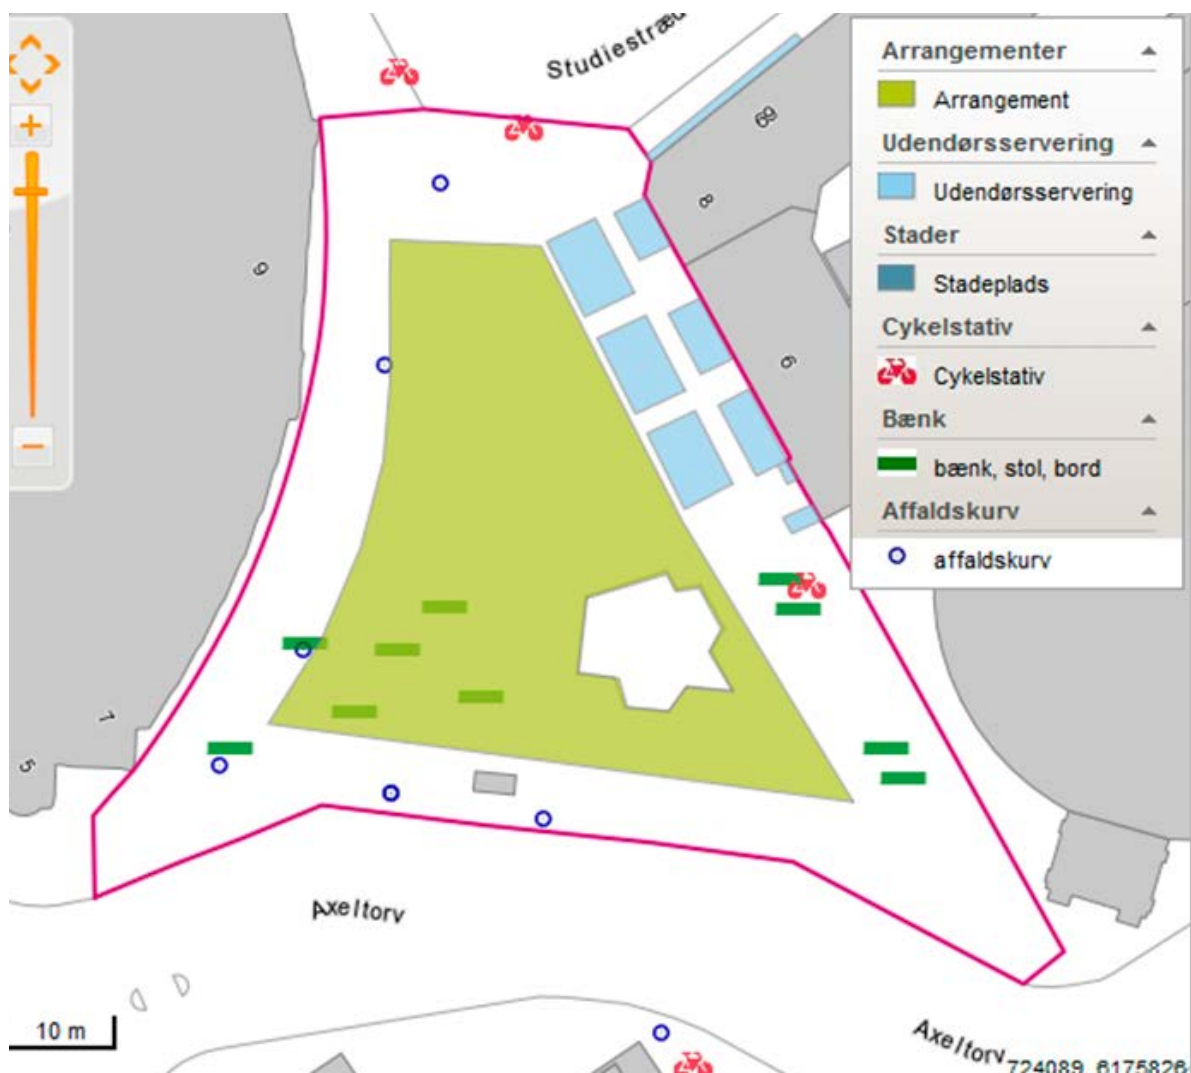 Studiestræd
69
8
9
6
7
5
Axeltorv
Axeltorv
10 m
724089, 6175826
Arrangementer
Arrangement
Udendørsservering
Udendørsservering
Stader
Stadeplads
Cykelstativ
Cykelstativ
Bænk
bænk, stol, bord
Affaldskurv
affaldskurv